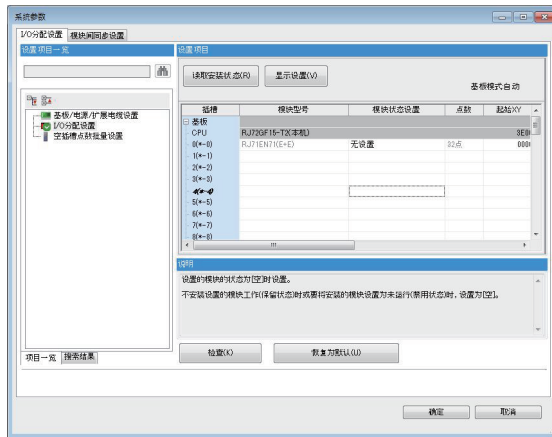 系统参数
I/O分配设置 模块间同步设置
设置项目一览
设置项目
读取安装状态(R) 显示设置(V)
基板模式自动
基板/电源/扩展电缆设置
I/O分配设置
空插槽点数批量设置
插槽 模块型号 模块状态设置 点数 起始XY
基板
CPU RJ72GF15-T2(本机) 3E0
0(*-0) RJ71EN71(E+E) 无设置 32点 000
1(*-1)
2(*-2)
3(*-3)
4(*-4)
5(*-5)
6(*-6)
7(*-7)
8(*-8)
说明
设置的模块的状态为[空]时设置。
不安装设置的模块工作(保留状态)时或要将安装的模块设置为未运行(禁用状态)时，设置为[空]。
项目一览 搜索结果
检查(K) 恢复为默认(U)
确定 取消